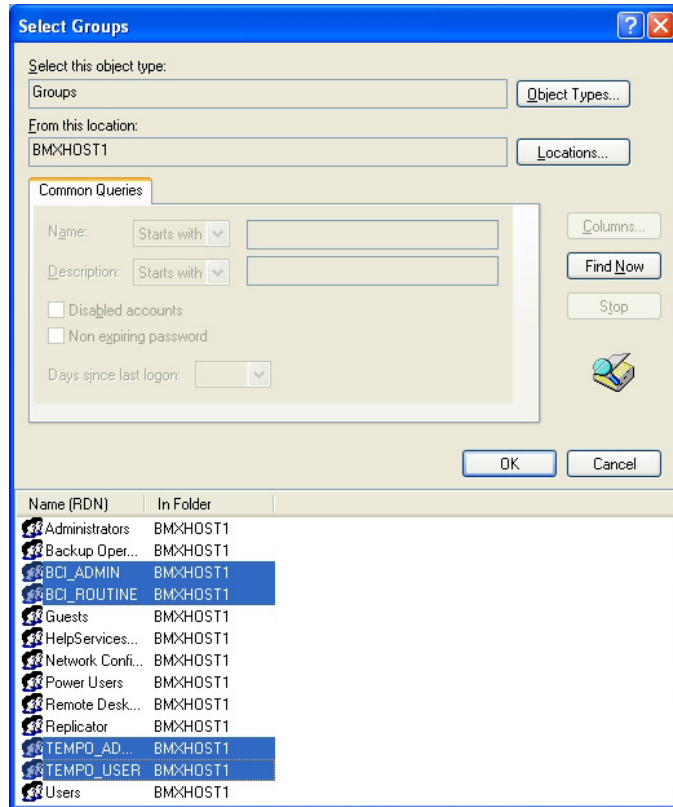 Select Groups
Select this object type:
Groups
Object Types...
From this location:
BMXHOST1
Locations...
Common Queries
Name:
Starts with
Columns...
Description:
Starts with
Find Now
Disabled accounts
Stop
Non expiring password
Days since last logon:
OK
Cancel
Name (RDN) In Folder
Administrators BMXHOST1
Backup Oper... BMXHOST1
BCI_ADMIN BMXHOST1
BCI_ROUTINE BMXHOST1
Guests BMXHOST1
HelpServices... BMXHOST1
Network Confi... BMXHOST1
Power Users BMXHOST1
Remote Desk... BMXHOST1
Replicator BMXHOST1
TEMPO_AD... BMXHOST1
TEMPO_USER BMXHOST1
Users BMXHOST1